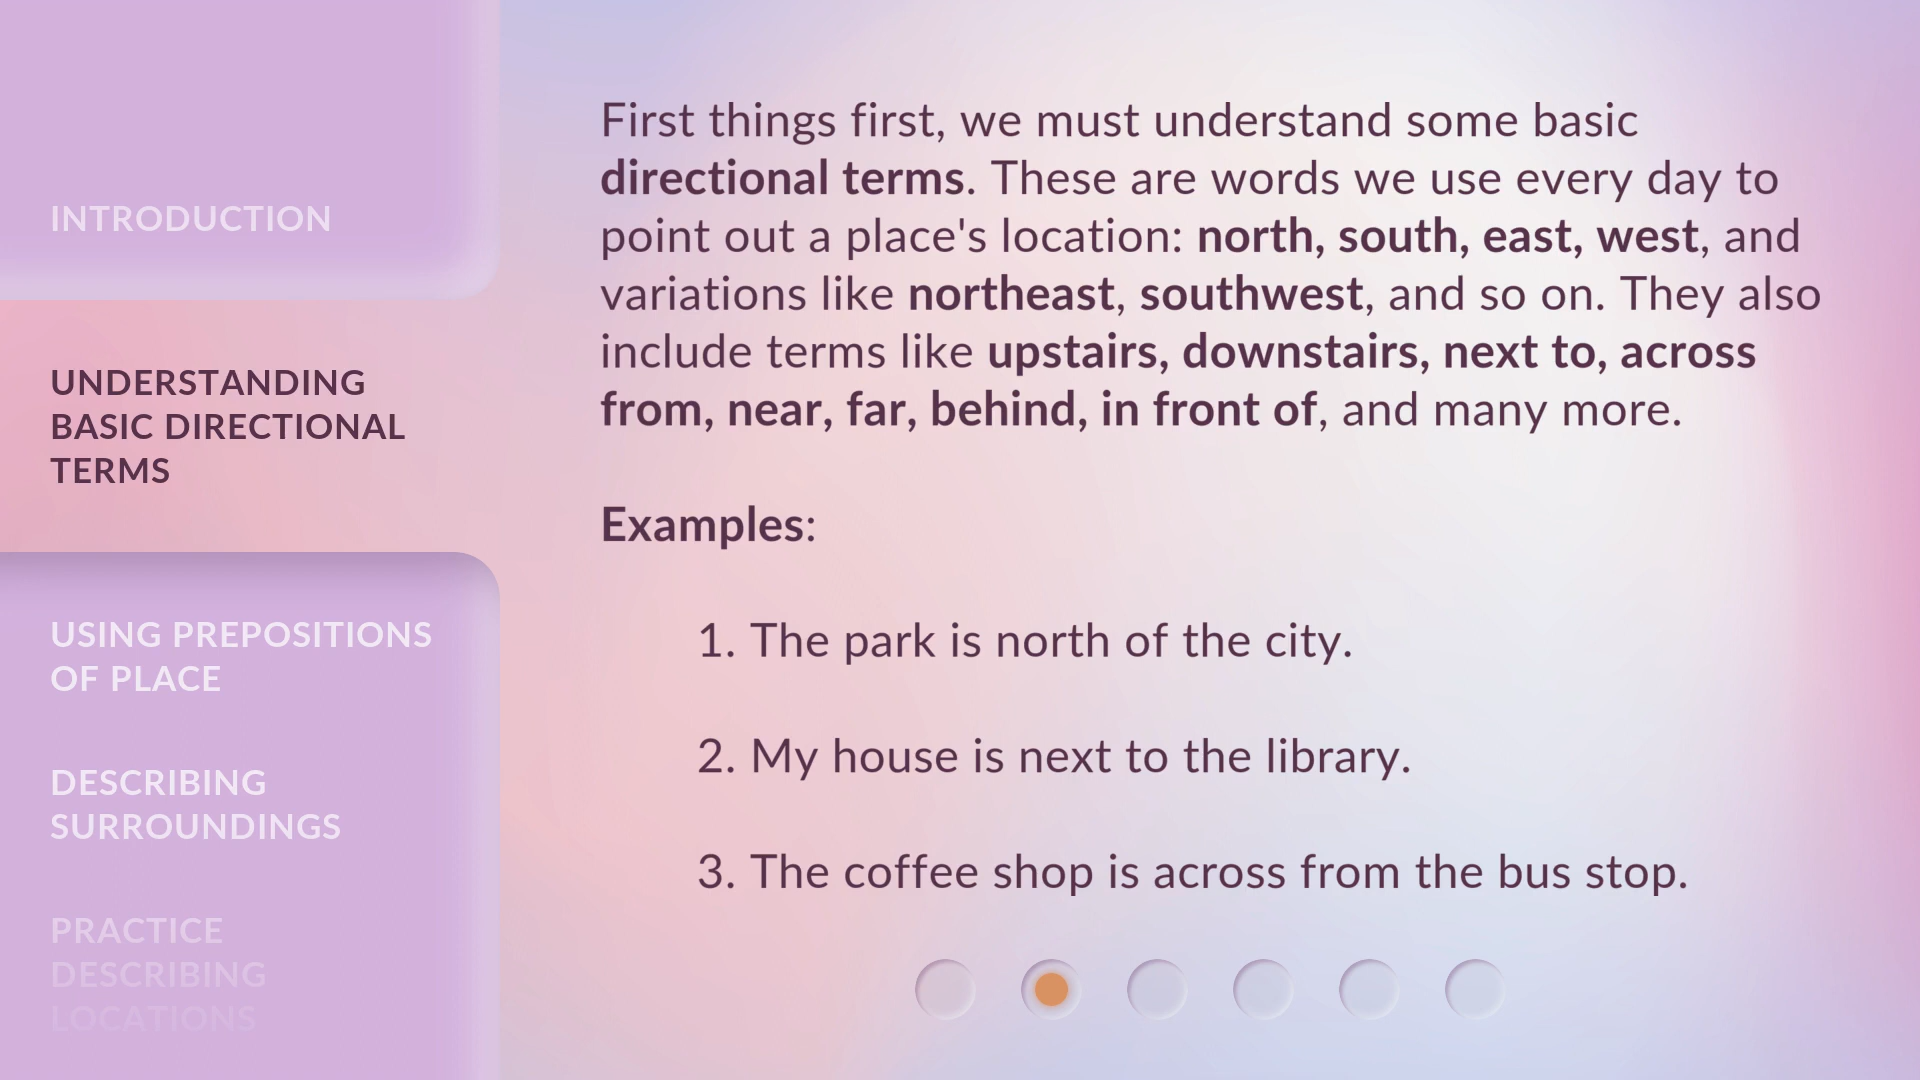 INTRODUCTION
UNDERSTANDING
BASIC DIRECTIONAL
TERMS
USING PREPOSITIONS
OF PLACE
DESCRIBING
SURROUNDINGS
PRACTICE
DESCRIBING
LOCATIONS
First things first, we must understand some basic
directional terms. These are words we use every day to
point out a place's location: north, south, east, west, and
variations like northeast, southwest, and so on. They also
include terms like upstairs, downstairs, next to, across
from, near, far, behind, in front of, and many more.
Examples:
1. The park is north of the city.
2. My house is next to the library.
3. The coffee shop is across from the bus stop.